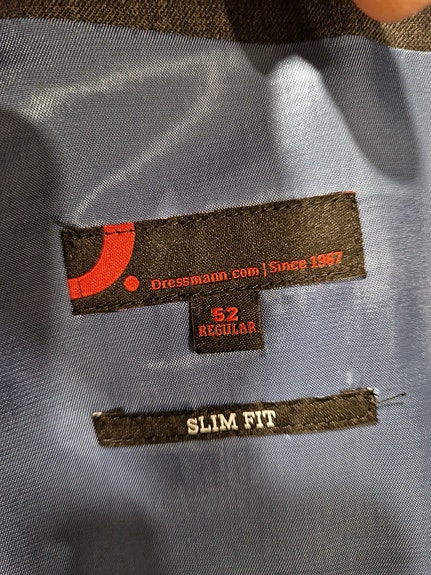 Dressmann.com | Since 1967
52
REGULAR
SLIM FIT